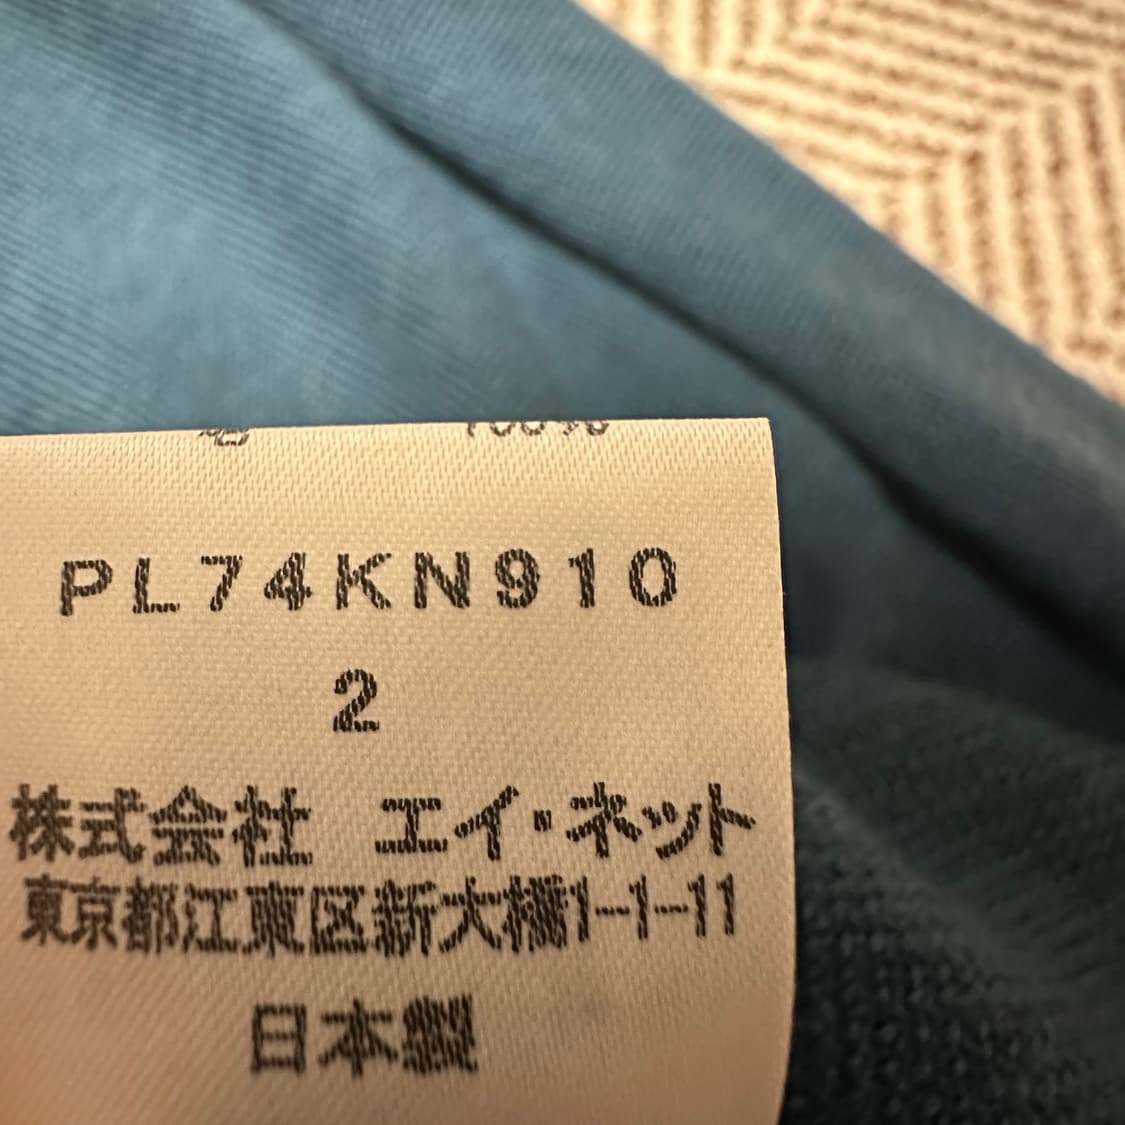 PL74KN910
2
株式会社 エイ・ネット
東京都江東区新大橋1-1-11
日本製